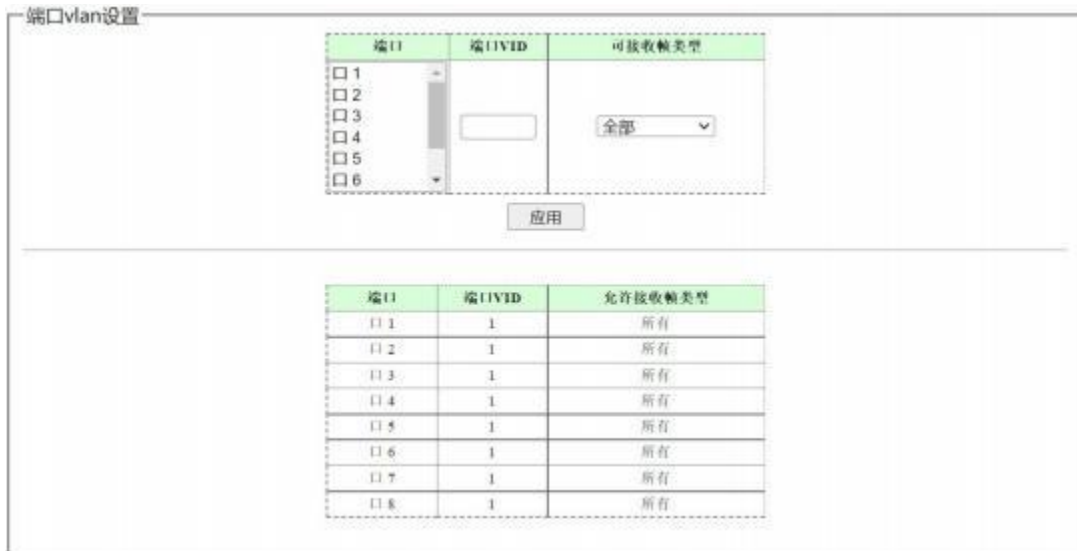 端口vlan设置
端口 端口VID 可接收帧类型
口 1
口 2
口 3
口 4
口 5
口 6
全部
应用
端口 端口VID 允许接收帧类型
口 1 1 所有
口 2 1 所有
口 3 1 所有
口 4 1 所有
口 5 1 所有
口 6 1 所有
口 7 1 所有
口 8 1 所有